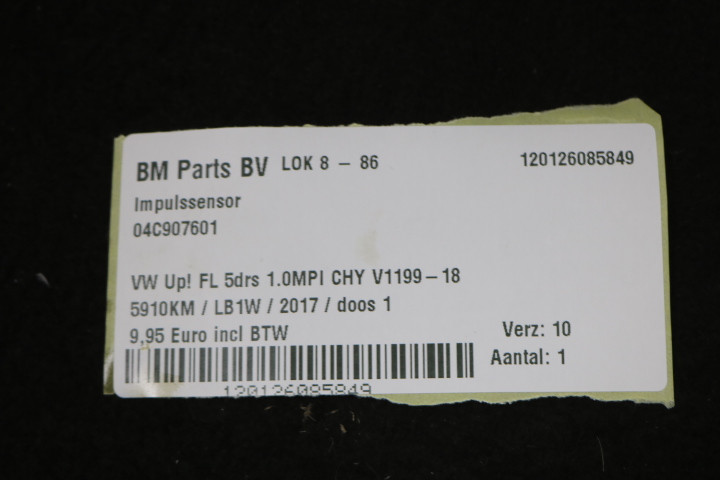 BM Parts BV LOK 8 - 86 120126085849
Impulssensor
04C907601
VW Up! FL 5drs 1.0MPI CHY V1199-18
5910KM / LB1W / 2017 / doos 1
9,95 Euro incl BTW
Verz: 10
Aantal: 1
120126085849